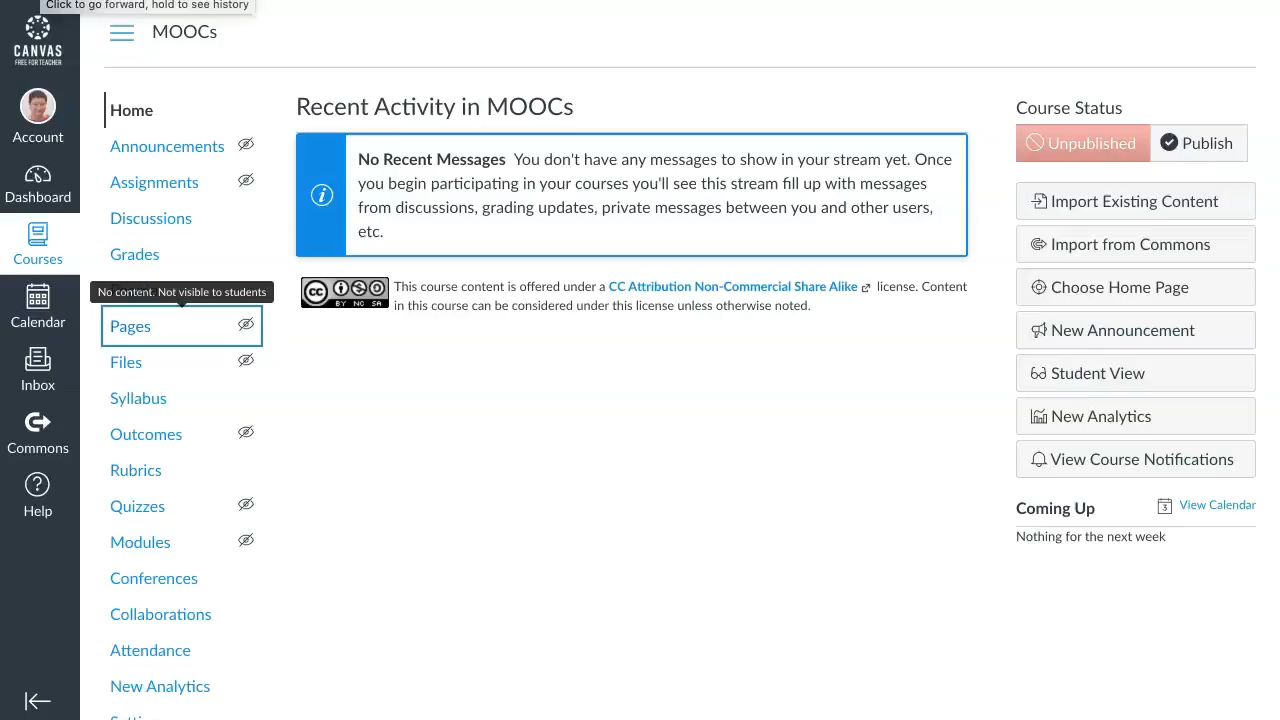 Click to go forward, hold to see history
CANVAS
FREE FOR TEACHER
Account
Dashboard
Courses
Calendar
Inbox
Commons
Help
MOOCs
Home
Announcements
Assignments
Discussions
Grades
No content. Not visible to students
Pages
Files
Syllabus
Outcomes
Rubrics
Quizzes
Modules
Conferences
Collaborations
Attendance
New Analytics
Recent Activity in MOOCs
No Recent Messages You don't have any messages to show in your stream yet. Once
you begin participating in your courses you'll see this stream fill up with messages
from discussions, grading updates, private messages between you and other users,
etc.
CC
BY NC SA
This course content is offered under a CC Attribution Non-Commercial Share Alike license. Content
in this course can be considered under this license unless otherwise noted.
Course Status
Unpublished
Publish
Import Existing Content
Import from Commons
Choose Home Page
New Announcement
Student View
New Analytics
View Course Notifications
Coming Up
3
View Calendar
Nothing for the next week